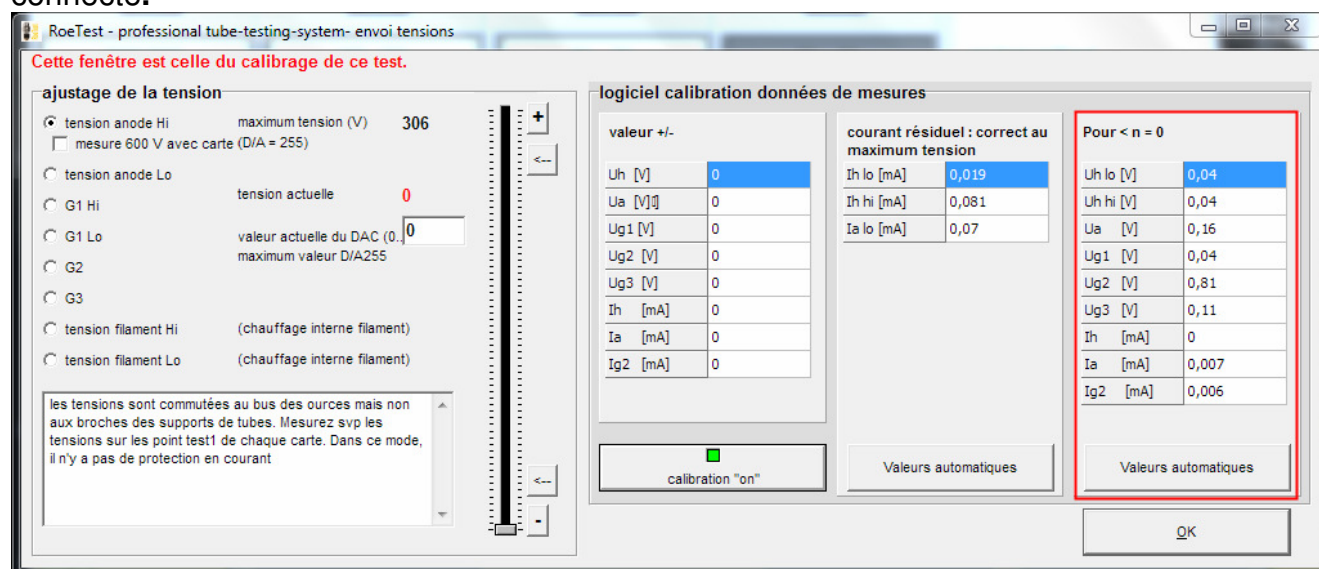 connecté.
RoeTest - professional tube-testing-system- envoi tensions
Cette fenêtre est celle du calibrage de ce test.
ajustage de la tension
tension anode Hi maximum tension (V) 306
mesure 600 V avec carte (D/A = 255)
tension anode Lo
tension actuelle 0
G1 Hi
G1 Lo valeur actuelle du DAC (0.. 0
maximum valeur D/A255
G2
G3
tension filament Hi (chauffage interne filament)
tension filament Lo (chauffage interne filament)
les tensions sont commutées au bus des ources mais non
aux broches des supports de tubes. Mesurez svp les
tensions sur les point test1 de chaque carte. Dans ce mode,
il n'y a pas de protection en courant
+
<--
<--
-
logiciel calibration données de mesures
valeur +/-
Uh [V] 0
Ua [V]I] 0
Ug1 [V] 0
Ug2 [V] 0
Ug3 [V] 0
Ih [mA] 0
Ia [mA] 0
Ig2 [mA] 0
calibration "on"
courant résiduel : correct au
maximum tension
Ih lo [mA] 0,019
Ih hi [mA] 0,081
Ia lo [mA] 0,07
Valeurs automatiques
Pour < n = 0
Uh lo [V] 0,04
Uh hi [V] 0,04
Ua [V] 0,16
Ug1 [V] 0,04
Ug2 [V] 0,81
Ug3 [V] 0,11
Ih [mA] 0
Ia [mA] 0,007
Ig2 [mA] 0,006
Valeurs automatiques
OK